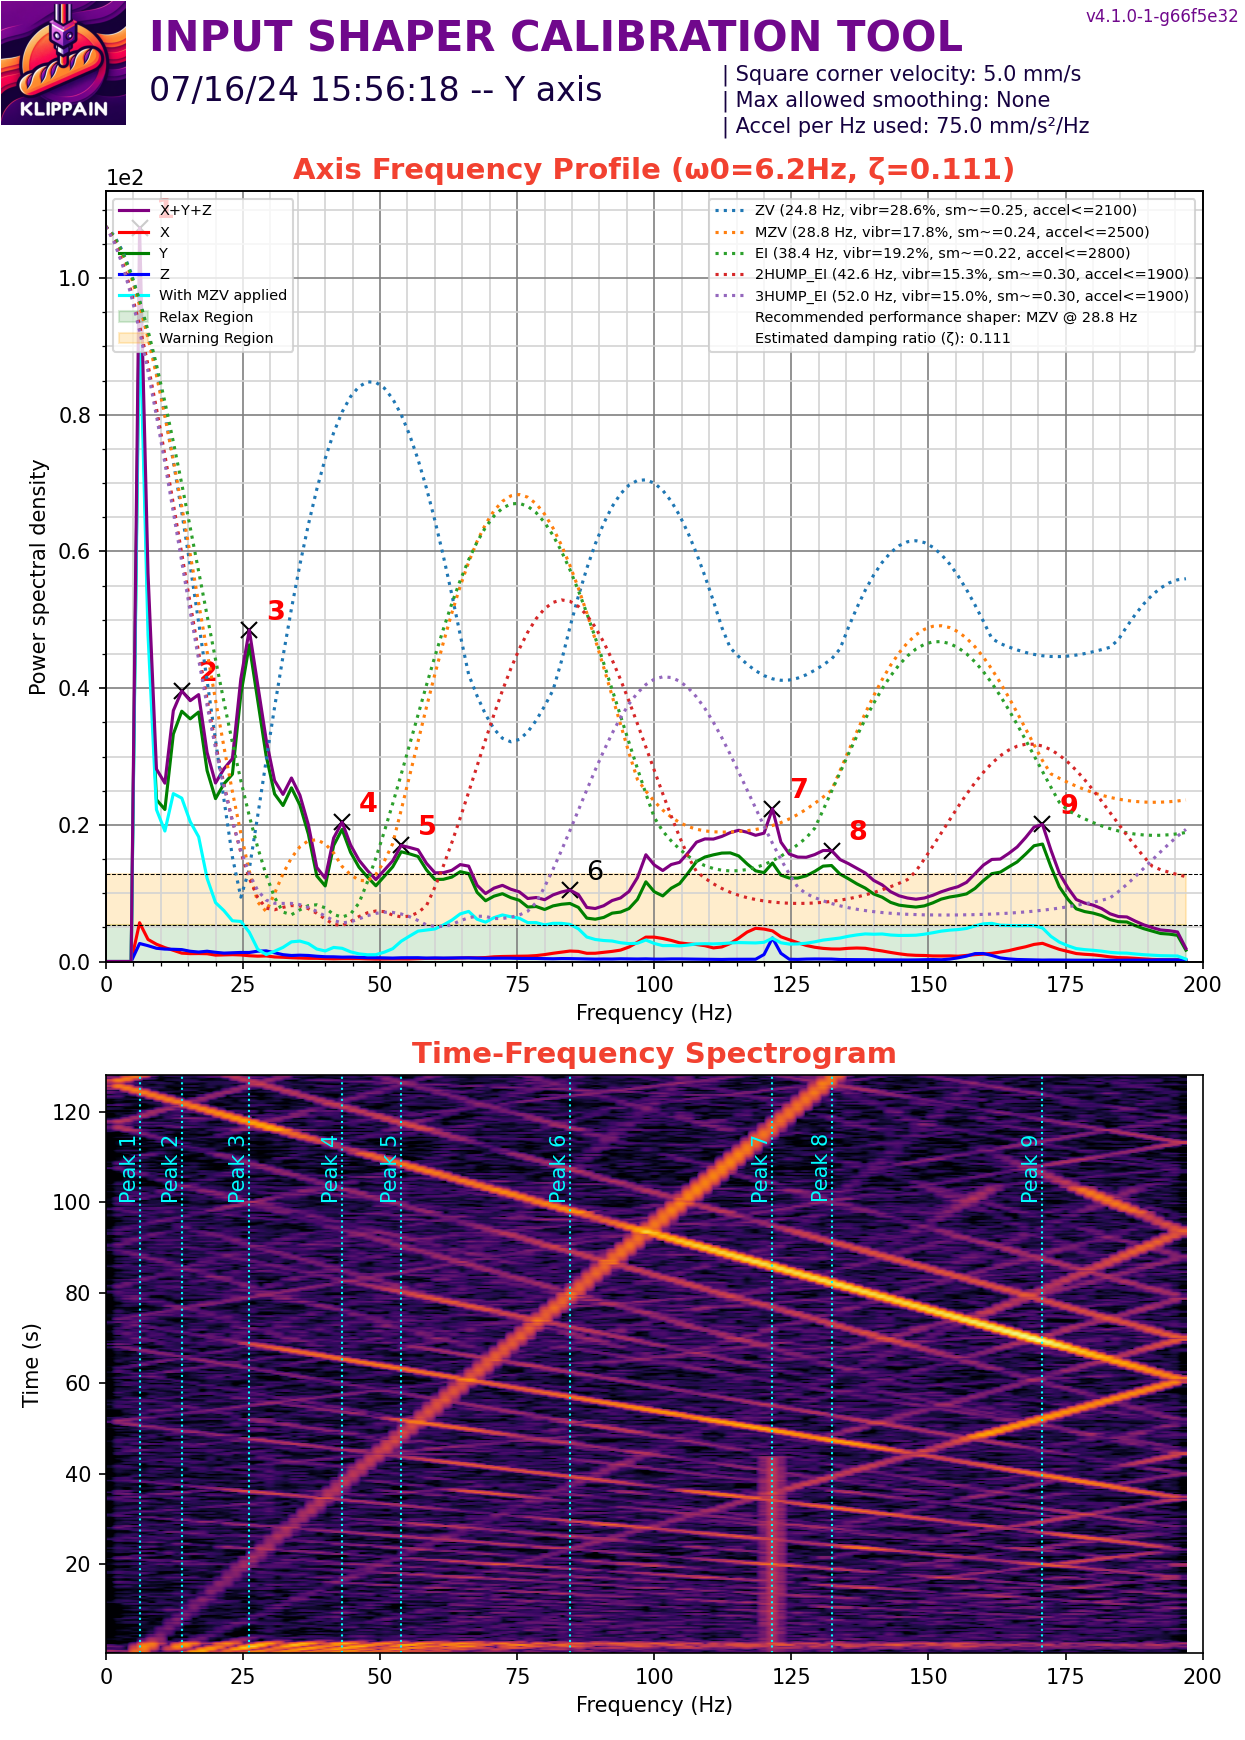 v4.1.0-1-g66f5e32
INPUT SHAPER CALIBRATION TOOL
07/16/24 15:56:18 -- Y axis
| Square corner velocity: 5.0 mm/s
| Max allowed smoothing: None
| Accel per Hz used: 75.0 mm/s²/Hz
KLIPPAIN
Axis Frequency Profile (ω0=6.2Hz, ζ=0.111)
1e2
X+Y+Z
X
Y
Z
With MZV applied
Relax Region
Warning Region
ZV (24.8 Hz, vibr=28.6%, sm~=0.25, accel<=2100)
MZV (28.8 Hz, vibr=17.8%, sm~=0.24, accel<=2500)
EI (38.4 Hz, vibr=19.2%, sm~=0.22, accel<=2800)
2HUMP_EI (42.6 Hz, vibr=15.3%, sm~=0.30, accel<=1900)
3HUMP_EI (52.0 Hz, vibr=15.0%, sm~=0.30, accel<=1900)
Recommended performance shaper: MZV @ 28.8 Hz
Estimated damping ratio (ζ): 0.111
1
2
3
4
5
6
7
8
9
1.0
0.8
0.6
0.4
0.2
0.0
Power spectral density
0 25 50 75 100 125 150 175 200
Frequency (Hz)
Time-Frequency Spectrogram
Peak 1
Peak 2
Peak 3
Peak 4
Peak 5
Peak 6
Peak 7
Peak 8
Peak 9
120
100
80
60
40
20
Time (s)
0 25 50 75 100 125 150 175 200
Frequency (Hz)